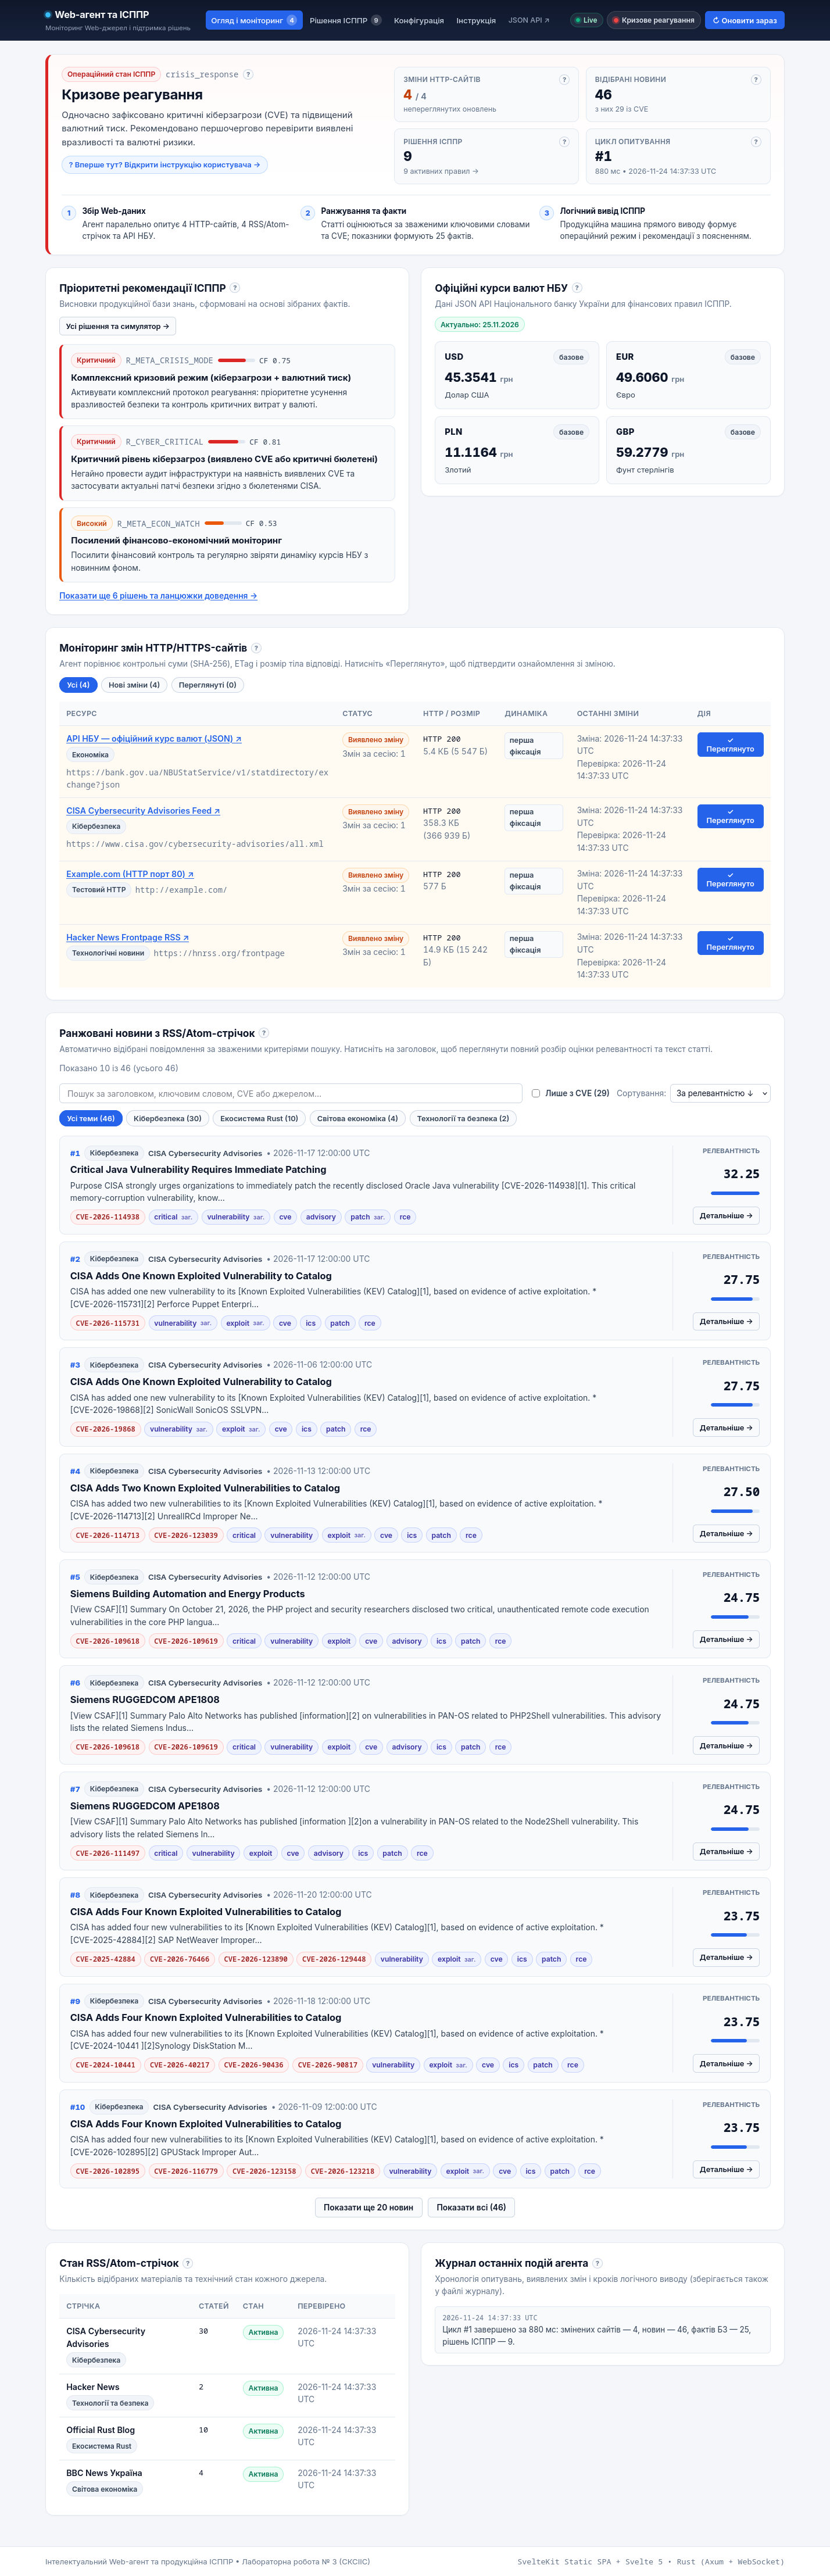 Web-агент та ІСППР
Моніторинг Web-джерел і підтримка рішень
Огляд і моніторинг 4
Рішення ІСППР 9
Конфігурація
Інструкція
JSON API ↗
Live
Кризове реагування
↻ Оновити зараз
Операційний стан ІСППР crisis_response ?
Кризове реагування
Одночасно зафіксовано критичні кіберзагрози (CVE) та підвищений
валютний тиск. Рекомендовано першочергово перевірити виявлені
вразливості та валютні ризики.
? Вперше тут? Відкрити інструкцію користувача →
ЗМІНИ HTTP-САЙТІВ ?
4 / 4
непереглянутих оновлень
ВІДІБРАНІ НОВИНИ ?
46
з них 29 із CVE
РІШЕННЯ ІСППР ?
9
9 активних правил →
ЦИКЛ ОПИТУВАННЯ ?
#1
880 мс • 2026-11-24 14:37:33 UTC
1 Збір Web-даних
Агент паралельно опитує 4 HTTP-сайтів, 4 RSS/Atom-
стрічок та API НБУ.
2 Ранжування та факти
Статті оцінюються за зваженими ключовими словами
та CVE; показники формують 25 фактів.
3 Логічний вивід ІСППР
Продукційна машина прямого виводу формує
операційний режим і рекомендації з поясненням.
Пріоритетні рекомендації ІСППР ?
Висновки продукційної бази знань, сформовані на основі зібраних фактів.
Усі рішення та симулятор →
Критичний R_META_CRISIS_MODE CF 0.75
Комплексний кризовий режим (кіберзагрози + валютний тиск)
Активувати комплексний протокол реагування: пріоритетне усунення
вразливостей безпеки та контроль критичних витрат у валюті.
Критичний R_CYBER_CRITICAL CF 0.81
Критичний рівень кіберзагроз (виявлено CVE або критичні бюлетені)
Негайно провести аудит інфраструктури на наявність виявлених CVE та
застосувати актуальні патчі безпеки згідно з бюлетенями CISA.
Високий R_META_ECON_WATCH CF 0.53
Посилений фінансово-економічний моніторинг
Посилити фінансовий контроль та регулярно звіряти динаміку курсів НБУ з
новинним фоном.
Показати ще 6 рішень та ланцюжки доведення →
Офіційні курси валют НБУ ?
Дані JSON API Національного банку України для фінансових правил ІСППР.
Актуально: 25.11.2026
USD базове
45.3541 грн
Долар США
EUR базове
49.6060 грн
Євро
PLN базове
11.1164 грн
Злотий
GBP базове
59.2779 грн
Фунт стерлінгів
Моніторинг змін HTTP/HTTPS-сайтів ?
Агент порівнює контрольні суми (SHA-256), ETag і розмір тіла відповіді. Натисніть «Переглянуто», щоб підтвердити ознайомлення зі зміною.
Усі (4) Нові зміни (4) Переглянуті (0)
РЕСУРС СТАТУС HTTP / РОЗМІР ДИНАМІКА ОСТАННІ ЗМІНИ ДІЯ
API НБУ — офіційний курс валют (JSON) ↗
Економіка
https://bank.gov.ua/NBUStatService/v1/statdirectory/ex
change?json
Виявлено зміну
Змін за сесію: 1
HTTP 200
5.4 КБ (5 547 Б)
перша
фіксація
Зміна: 2026-11-24 14:37:33
UTC
Перевірка: 2026-11-24
14:37:33 UTC
✓
Переглянуто
CISA Cybersecurity Advisories Feed ↗
Кібербезпека
https://www.cisa.gov/cybersecurity-advisories/all.xml
Виявлено зміну
Змін за сесію: 1
HTTP 200
358.3 КБ
(366 939 Б)
перша
фіксація
Зміна: 2026-11-24 14:37:33
UTC
Перевірка: 2026-11-24
14:37:33 UTC
✓
Переглянуто
Example.com (HTTP порт 80) ↗
Тестовий HTTP http://example.com/
Виявлено зміну
Змін за сесію: 1
HTTP 200
577 Б
перша
фіксація
Зміна: 2026-11-24 14:37:33
UTC
Перевірка: 2026-11-24
14:37:33 UTC
✓
Переглянуто
Hacker News Frontpage RSS ↗
Технологічні новини https://hnrss.org/frontpage
Виявлено зміну
Змін за сесію: 1
HTTP 200
14.9 КБ (15 242
Б)
перша
фіксація
Зміна: 2026-11-24 14:37:33
UTC
Перевірка: 2026-11-24
14:37:33 UTC
✓
Переглянуто
Ранжовані новини з RSS/Atom-стрічок ?
Автоматично відібрані повідомлення за зваженими критеріями пошуку. Натисніть на заголовок, щоб переглянути повний розбір оцінки релевантності та текст статті.
Показано 10 із 46 (усього 46)
Пошук за заголовком, ключовим словом, CVE або джерелом...
Лише з CVE (29) Сортування: За релевантністю ↓
Усі теми (46) Кібербезпека (30) Екосистема Rust (10) Світова економіка (4) Технології та безпека (2)
#1 Кібербезпека CISA Cybersecurity Advisories • 2026-11-17 12:00:00 UTC
Critical Java Vulnerability Requires Immediate Patching
Purpose CISA strongly urges organizations to immediately patch the recently disclosed Oracle Java vulnerability [CVE-2026-114938][1]. This critical
memory-corruption vulnerability, know...
CVE-2026-114938 critical заг. vulnerability заг. cve advisory patch заг. rce
РЕЛЕВАНТНІСТЬ
32.25
Детальніше →
#2 Кібербезпека CISA Cybersecurity Advisories • 2026-11-17 12:00:00 UTC
CISA Adds One Known Exploited Vulnerability to Catalog
CISA has added one new vulnerability to its [Known Exploited Vulnerabilities (KEV) Catalog][1], based on evidence of active exploitation. *
[CVE-2026-115731][2] Perforce Puppet Enterpri...
CVE-2026-115731 vulnerability заг. exploit заг. cve ics patch rce
РЕЛЕВАНТНІСТЬ
27.75
Детальніше →
#3 Кібербезпека CISA Cybersecurity Advisories • 2026-11-06 12:00:00 UTC
CISA Adds One Known Exploited Vulnerability to Catalog
CISA has added one new vulnerability to its [Known Exploited Vulnerabilities (KEV) Catalog][1], based on evidence of active exploitation. *
[CVE-2026-19868][2] SonicWall SonicOS SSLVPN...
CVE-2026-19868 vulnerability заг. exploit заг. cve ics patch rce
РЕЛЕВАНТНІСТЬ
27.75
Детальніше →
#4 Кібербезпека CISA Cybersecurity Advisories • 2026-11-13 12:00:00 UTC
CISA Adds Two Known Exploited Vulnerabilities to Catalog
CISA has added two new vulnerabilities to its [Known Exploited Vulnerabilities (KEV) Catalog][1], based on evidence of active exploitation. *
[CVE-2026-114713][2] UnrealIRCd Improper Ne...
CVE-2026-114713 CVE-2026-123039 critical vulnerability exploit заг. cve ics patch rce
РЕЛЕВАНТНІСТЬ
27.50
Детальніше →
#5 Кібербезпека CISA Cybersecurity Advisories • 2026-11-12 12:00:00 UTC
Siemens Building Automation and Energy Products
[View CSAF][1] Summary On October 21, 2026, the PHP project and security researchers disclosed two critical, unauthenticated remote code execution
vulnerabilities in the core PHP langua...
CVE-2026-109618 CVE-2026-109619 critical vulnerability exploit cve advisory ics patch rce
РЕЛЕВАНТНІСТЬ
24.75
Детальніше →
#6 Кібербезпека CISA Cybersecurity Advisories • 2026-11-12 12:00:00 UTC
Siemens RUGGEDCOM APE1808
[View CSAF][1] Summary Palo Alto Networks has published [information][2] on vulnerabilities in PAN-OS related to PHP2Shell vulnerabilities. This advisory
lists the related Siemens Indus...
CVE-2026-109618 CVE-2026-109619 critical vulnerability exploit cve advisory ics patch rce
РЕЛЕВАНТНІСТЬ
24.75
Детальніше →
#7 Кібербезпека CISA Cybersecurity Advisories • 2026-11-12 12:00:00 UTC
Siemens RUGGEDCOM APE1808
[View CSAF][1] Summary Palo Alto Networks has published [information ][2]on a vulnerability in PAN-OS related to the Node2Shell vulnerability. This
advisory lists the related Siemens In...
CVE-2026-111497 critical vulnerability exploit cve advisory ics patch rce
РЕЛЕВАНТНІСТЬ
24.75
Детальніше →
#8 Кібербезпека CISA Cybersecurity Advisories • 2026-11-20 12:00:00 UTC
CISA Adds Four Known Exploited Vulnerabilities to Catalog
CISA has added four new vulnerabilities to its [Known Exploited Vulnerabilities (KEV) Catalog][1], based on evidence of active exploitation. *
[CVE-2025-42884][2] SAP NetWeaver Improper...
CVE-2025-42884 CVE-2026-76466 CVE-2026-123890 CVE-2026-129448 vulnerability exploit заг. cve ics patch rce
РЕЛЕВАНТНІСТЬ
23.75
Детальніше →
#9 Кібербезпека CISA Cybersecurity Advisories • 2026-11-18 12:00:00 UTC
CISA Adds Four Known Exploited Vulnerabilities to Catalog
CISA has added four new vulnerabilities to its [Known Exploited Vulnerabilities (KEV) Catalog][1], based on evidence of active exploitation. *
[CVE-2024-10441 ][2]Synology DiskStation M...
CVE-2024-10441 CVE-2026-40217 CVE-2026-90436 CVE-2026-90817 vulnerability exploit заг. cve ics patch rce
РЕЛЕВАНТНІСТЬ
23.75
Детальніше →
#10 Кібербезпека CISA Cybersecurity Advisories • 2026-11-09 12:00:00 UTC
CISA Adds Four Known Exploited Vulnerabilities to Catalog
CISA has added four new vulnerabilities to its [Known Exploited Vulnerabilities (KEV) Catalog][1], based on evidence of active exploitation. *
[CVE-2026-102895][2] GPUStack Improper Aut...
CVE-2026-102895 CVE-2026-116779 CVE-2026-123158 CVE-2026-123218 vulnerability exploit заг. cve ics patch rce
РЕЛЕВАНТНІСТЬ
23.75
Детальніше →
Показати ще 20 новин Показати всі (46)
Стан RSS/Atom-стрічок ?
Кількість відібраних матеріалів та технічний стан кожного джерела.
СТРІЧКА СТАТЕЙ СТАН ПЕРЕВІРЕНО
CISA Cybersecurity
Advisories
Кібербезпека
30 Активна 2026-11-24 14:37:33
UTC
Hacker News
Технології та безпека
2 Активна 2026-11-24 14:37:33
UTC
Official Rust Blog
Екосистема Rust
10 Активна 2026-11-24 14:37:33
UTC
BBC News Україна
Світова економіка
4 Активна 2026-11-24 14:37:33
UTC
Журнал останніх подій агента ?
Хронологія опитувань, виявлених змін і кроків логічного виводу (зберігається також
у файлі журналу).
2026-11-24 14:37:33 UTC
Цикл #1 завершено за 880 мс: змінених сайтів — 4, новин — 46, фактів БЗ — 25,
рішень ІСППР — 9.
Інтелектуальний Web-агент та продукційна ІСППР • Лабораторна робота № 3 (СКСІІС)
SvelteKit Static SPA + Svelte 5 • Rust (Axum + WebSocket)